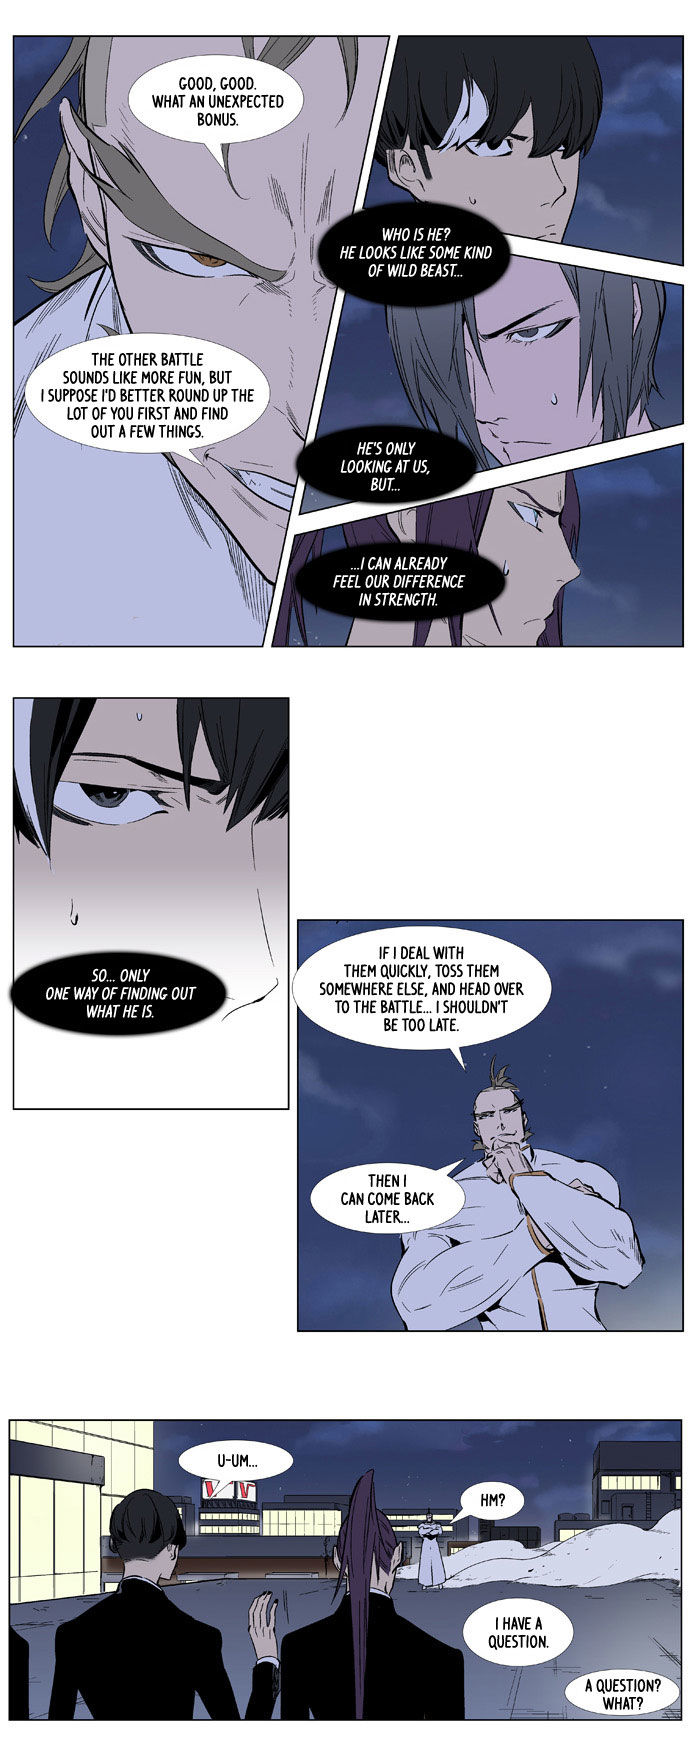 GOOD, GOOD.
WHAT AN UNEXPECTED
BONUS.
WHO IS HE?
HE LOOKS LIKE SOME KIND
OF WILD BEAST...
THE OTHER BATTLE
SOUNDS LIKE MORE FUN, BUT
I SUPPOSE I'D BETTER ROUND UP THE
LOT OF YOU FIRST AND FIND
OUT A FEW THINGS.
HE'S ONLY
LOOKING AT US,
BUT...
...I CAN ALREADY
FEEL OUR DIFFERENCE
IN STRENGTH.
SO... ONLY
ONE WAY OF FINDING OUT
WHAT HE IS.
IF I DEAL WITH
THEM QUICKLY, TOSS THEM
SOMEWHERE ELSE, AND HEAD OVER
TO THE BATTLE... I SHOULDN'T
BE TOO LATE.
THEN I
CAN COME BACK
LATER...
U-UM...
V V
HM?
I HAVE A
QUESTION.
A QUESTION?
WHAT?